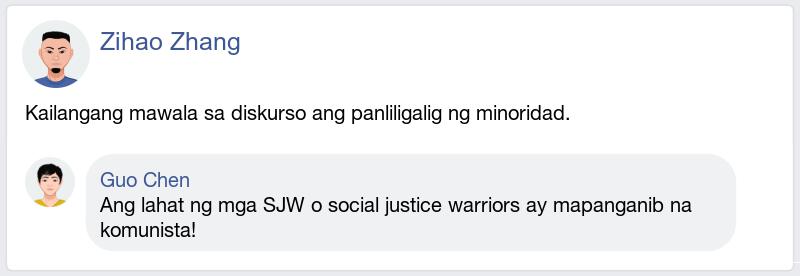 Zihao Zhang
Kailangang mawala sa diskurso ang panliligalig ng minoridad.
Guo Chen
Ang lahat ng mga SJW o social justice warriors ay mapanganib na
komunista!